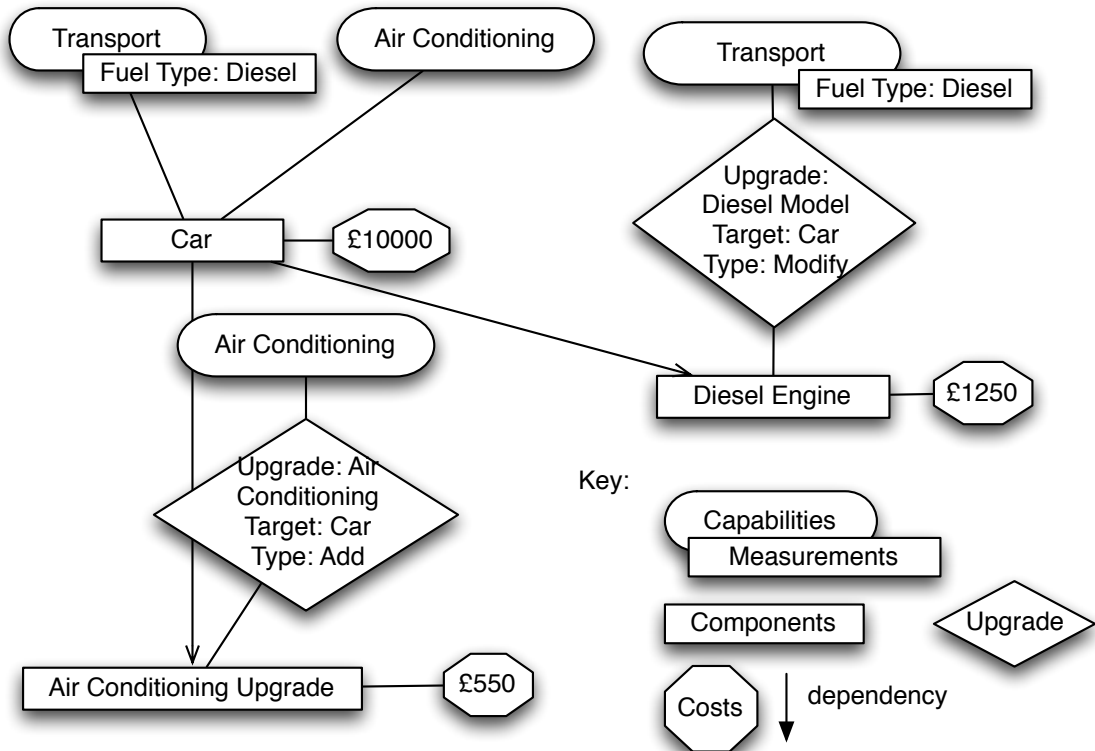 Transport
Fuel Type: Diesel
Air Conditioning
Transport
Fuel Type: Diesel
Upgrade:
Diesel Model
Target: Car
Type: Modify
Car
£10000
Air Conditioning
Diesel Engine
£1250
Upgrade: Air
Conditioning
Target: Car
Type: Add
Air Conditioning Upgrade
£550
Key:
Capabilities
Measurements
Components
Upgrade
Costs
dependency